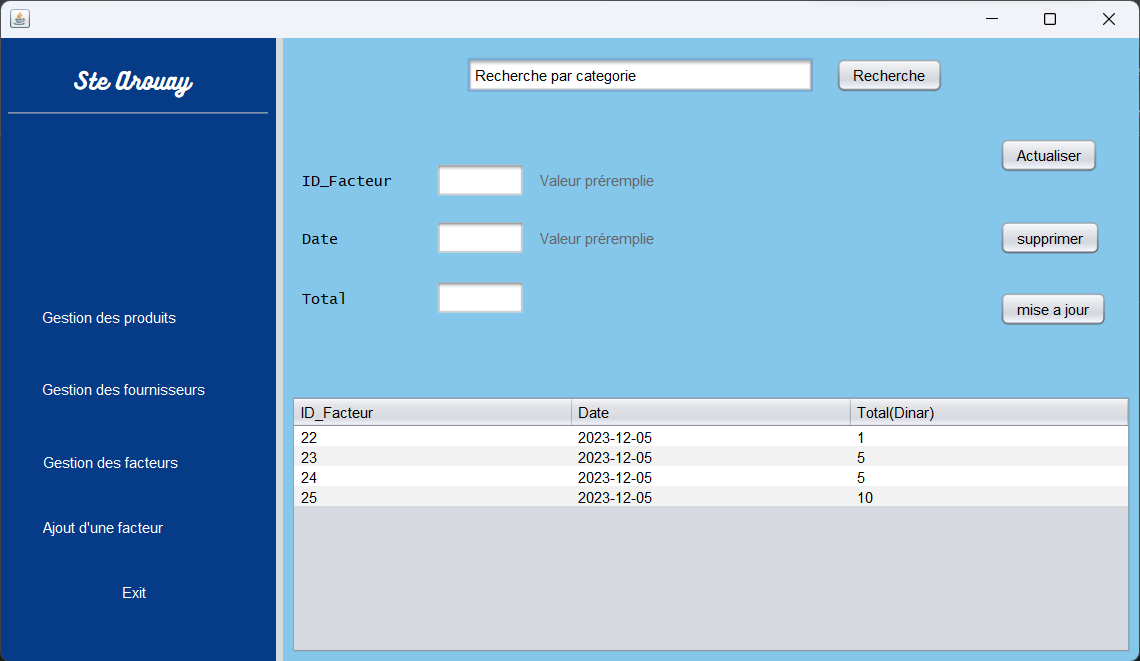 Ste Arouay
Gestion des produits
Gestion des fournisseurs
Gestion des facteurs
Ajout d'une facteur
Exit
Recherche par categorie Recherche
Actualiser
ID_Facteur Valeur préremplie
Date Valeur préremplie
supprimer
Total
mise a jour
ID_Facteur Date Total(Dinar)
22 2023-12-05 1
23 2023-12-05 5
24 2023-12-05 5
25 2023-12-05 10